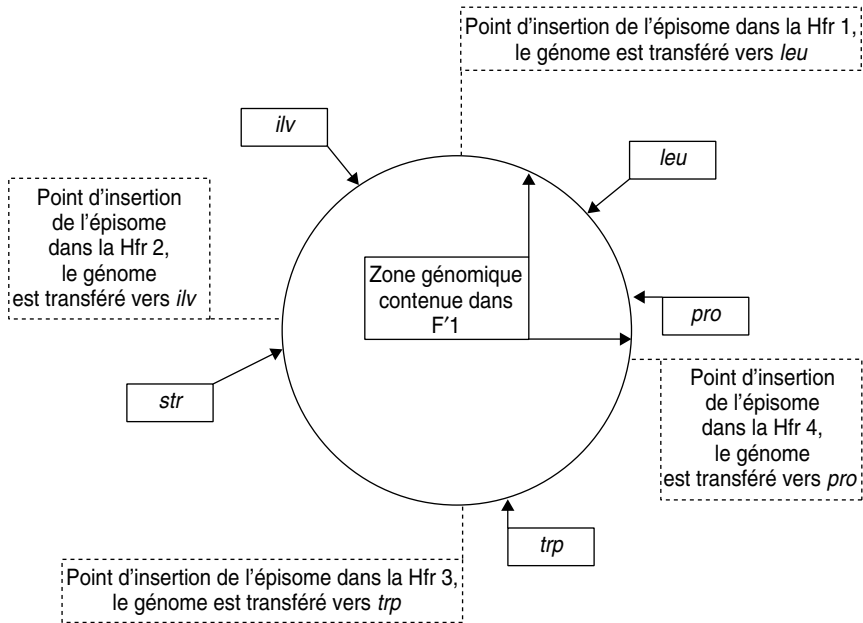 Point d'insertion de l'épisome dans la Hfr 1,
le génome est transféré vers leu
ilv
leu
Point d'insertion
de l'épisome
dans la Hfr 2,
le génome
est transféré vers ilv
Zone génomique
contenue dans
F′1
pro
str
Point d'insertion
de l'épisome
dans la Hfr 4,
le génome
est transféré vers pro
trp
Point d'insertion de l'épisome dans la Hfr 3,
le génome est transféré vers trp